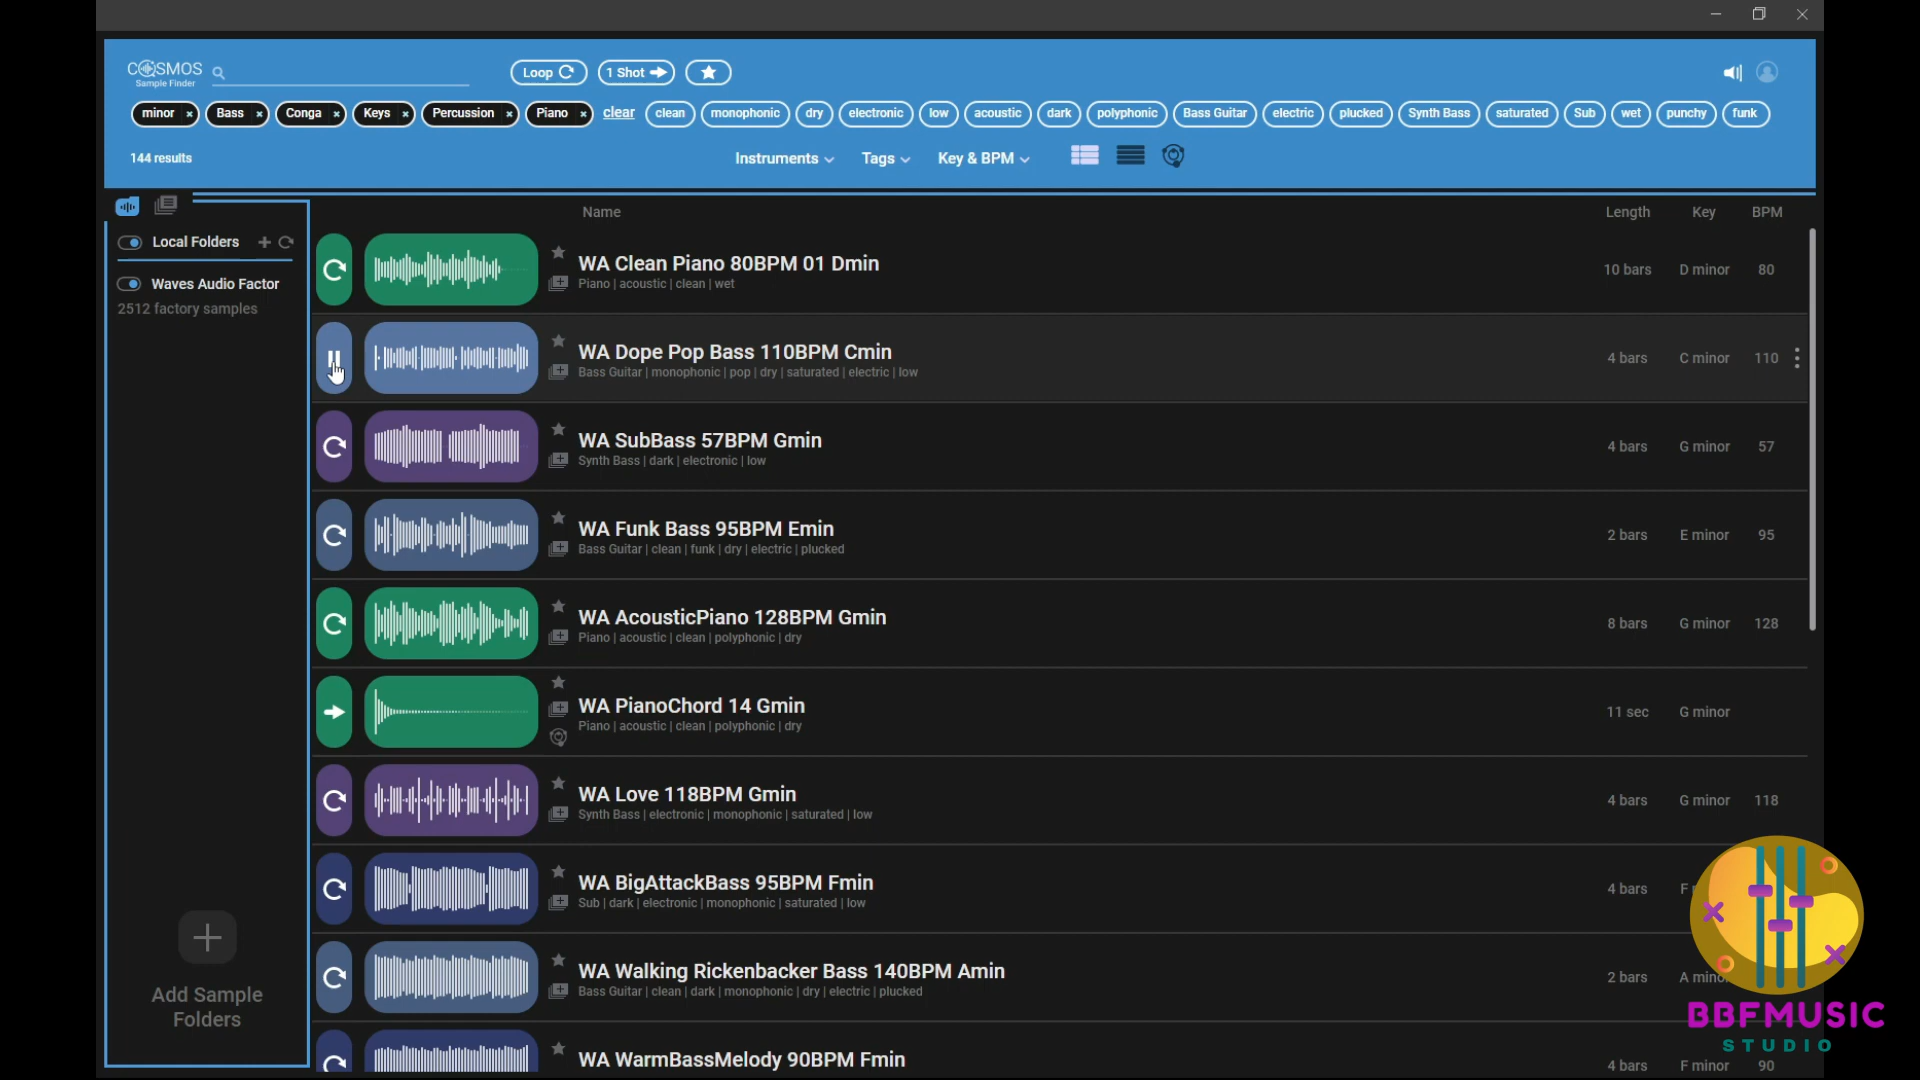 COSMOS
Sample Finder
Loop
1 Shot
minor × Bass × Conga × Keys × Percussion × Piano × clear clean monophonic dry electronic low acoustic dark polyphonic Bass Guitar electric plucked Synth Bass saturated Sub wet punchy funk
144 results
Instruments Tags Key & BPM
Local Folders
Waves Audio Factor
2512 factory samples
Add Sample
Folders
Name Length Key BPM
WA Clean Piano 80BPM 01 Dmin 10 bars D minor 80
Piano | acoustic | clean | wet
WA Dope Pop Bass 110BPM Cmin 4 bars C minor 110
Bass Guitar | monophonic | pop | dry | saturated | electric | low
WA SubBass 57BPM Gmin 4 bars G minor 57
Synth Bass | dark | electronic | low
WA Funk Bass 95BPM Emin 2 bars E minor 95
Bass Guitar | clean | funk | dry | electric | plucked
WA AcousticPiano 128BPM Gmin 8 bars G minor 128
Piano | acoustic | clean | polyphonic | dry
WA PianoChord 14 Gmin 11 sec G minor
Piano | acoustic | clean | polyphonic | dry
WA Love 118BPM Gmin 4 bars G minor 118
Synth Bass | electronic | monophonic | saturated | low
WA BigAttackBass 95BPM Fmin 4 bars
Sub | dark | electronic | monophonic | saturated | low
WA Walking Rickenbacker Bass 140BPM Amin 2 bars A
Bass Guitar | clean | dark | monophonic | dry | electric | plucked
WA WarmBassMelody 90BPM Fmin 4 bars F minor 90
BBFMUSIC
STUDIO